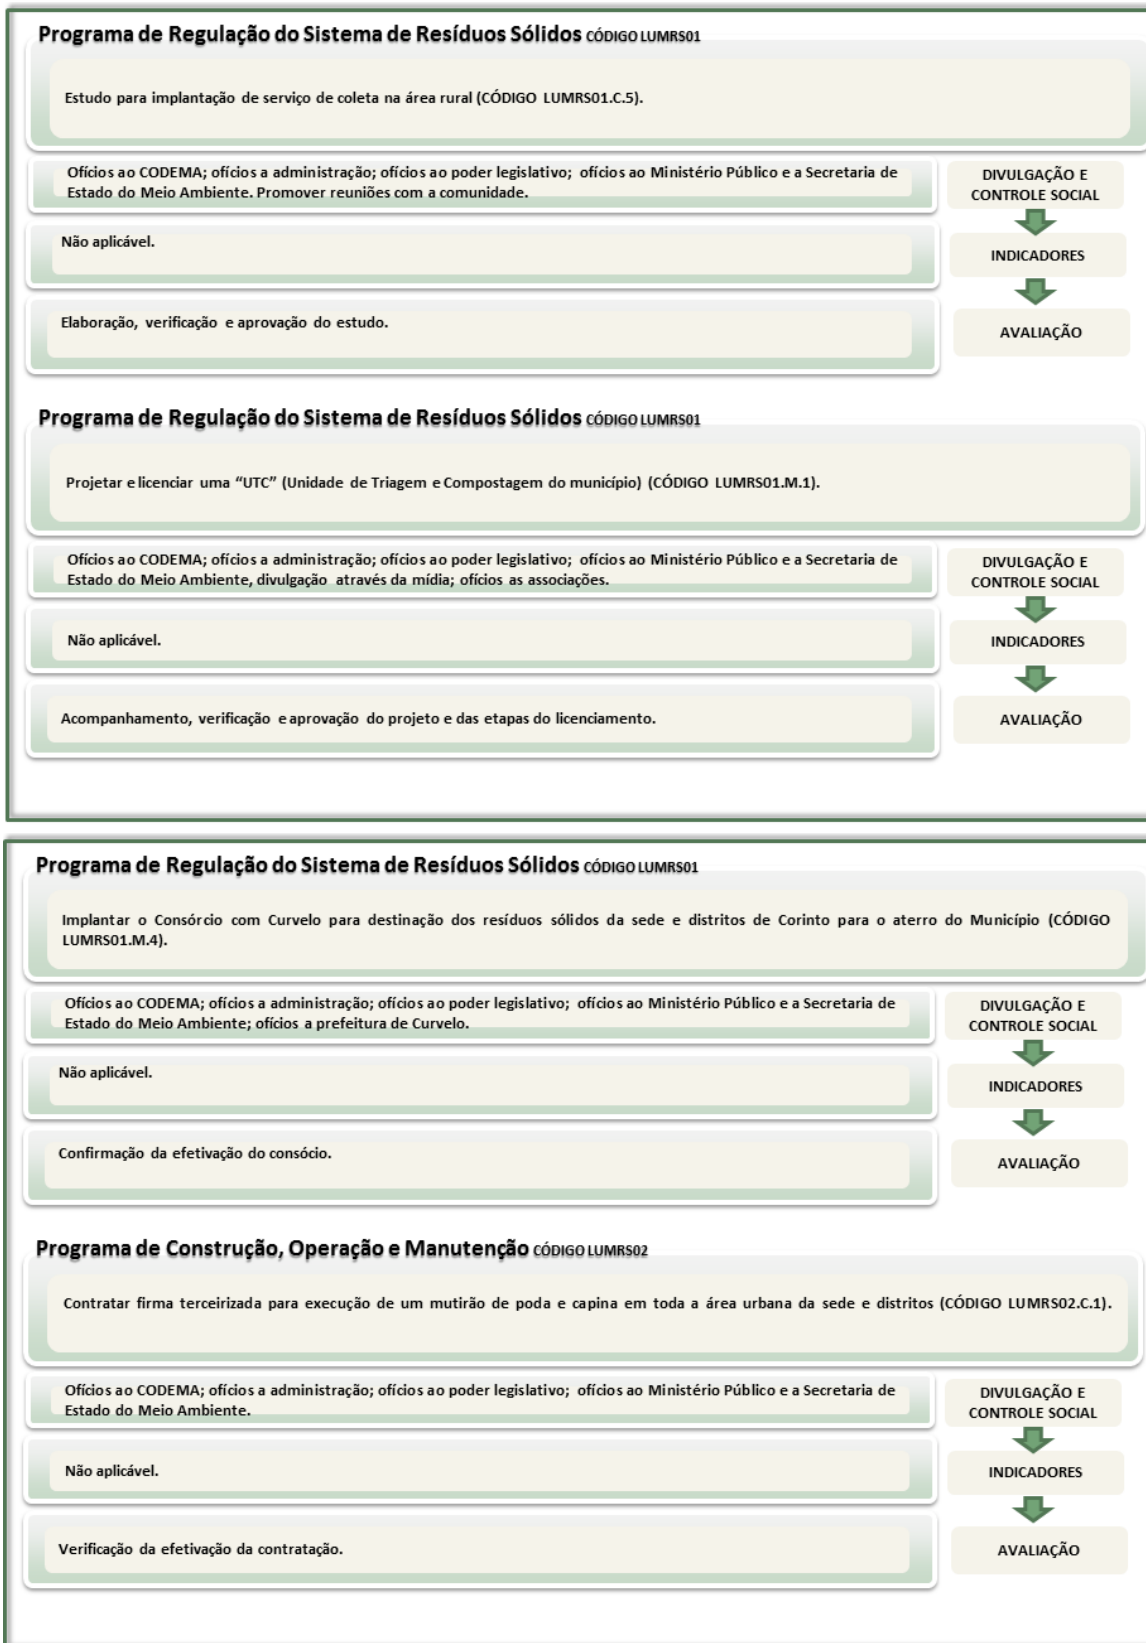 Programa de Regulação do Sistema de Resíduos Sólidos CÓDIGO LUMRS01
Estudo para implantação de serviço de coleta na área rural (CÓDIGO LUMRS01.C.5).
Ofícios ao CODEMA; ofícios a administração; ofícios ao poder legislativo; ofícios ao Ministério Público e a Secretaria de
Estado do Meio Ambiente. Promover reuniões com a comunidade.
DIVULGAÇÃO E
CONTROLE SOCIAL
Não aplicável.
INDICADORES
Elaboração, verificação e aprovação do estudo.
AVALIAÇÃO
Programa de Regulação do Sistema de Resíduos Sólidos CÓDIGO LUMRS01
Projetar e licenciar uma “UTC” (Unidade de Triagem e Compostagem do município) (CÓDIGO LUMRS01.M.1).
Ofícios ao CODEMA; ofícios a administração; ofícios ao poder legislativo; ofícios ao Ministério Público e a Secretaria de
Estado do Meio Ambiente, divulgação através da mídia; ofícios as associações.
DIVULGAÇÃO E
CONTROLE SOCIAL
Não aplicável.
INDICADORES
Acompanhamento, verificação e aprovação do projeto e das etapas do licenciamento.
AVALIAÇÃO
Programa de Regulação do Sistema de Resíduos Sólidos CÓDIGO LUMRS01
Implantar o Consórcio com Curvelo para destinação dos resíduos sólidos da sede e distritos de Corinto para o aterro do Município (CÓDIGO
LUMRS01.M.4).
Ofícios ao CODEMA; ofícios a administração; ofícios ao poder legislativo; ofícios ao Ministério Público e a Secretaria de
Estado do Meio Ambiente; ofícios a prefeitura de Curvelo.
DIVULGAÇÃO E
CONTROLE SOCIAL
Não aplicável.
INDICADORES
Confirmação da efetivação do consócio.
AVALIAÇÃO
Programa de Construção, Operação e Manutenção CÓDIGO LUMRS02
Contratar firma terceirizada para execução de um mutirão de poda e capina em toda a área urbana da sede e distritos (CÓDIGO LUMRS02.C.1).
Ofícios ao CODEMA; ofícios a administração; ofícios ao poder legislativo; ofícios ao Ministério Público e a Secretaria de
Estado do Meio Ambiente.
DIVULGAÇÃO E
CONTROLE SOCIAL
Não aplicável.
INDICADORES
Verificação da efetivação da contratação.
AVALIAÇÃO